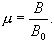 μ = B / B₀ .